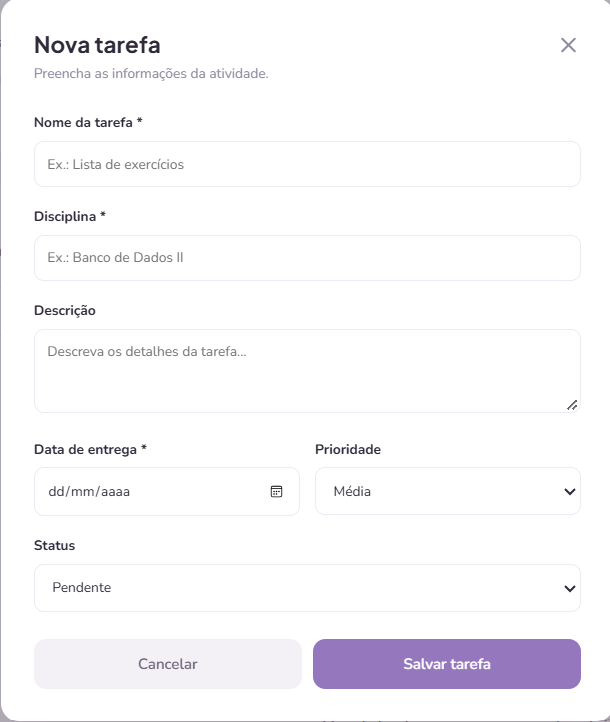 Nova tarefa
Preencha as informações da atividade.
Nome da tarefa *
Ex.: Lista de exercícios
Disciplina *
Ex.: Banco de Dados II
Descrição
Descreva os detalhes da tarefa...
Data de entrega * Prioridade
dd/mm/aaaa Média
Status
Pendente
Cancelar Salvar tarefa